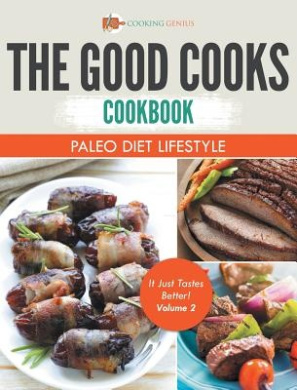 COOKING GENIUS
THE GOOD COOKS
COOKBOOK
PALEO DIET LIFESTYLE
It Just Tastes
Better!
Volume 2